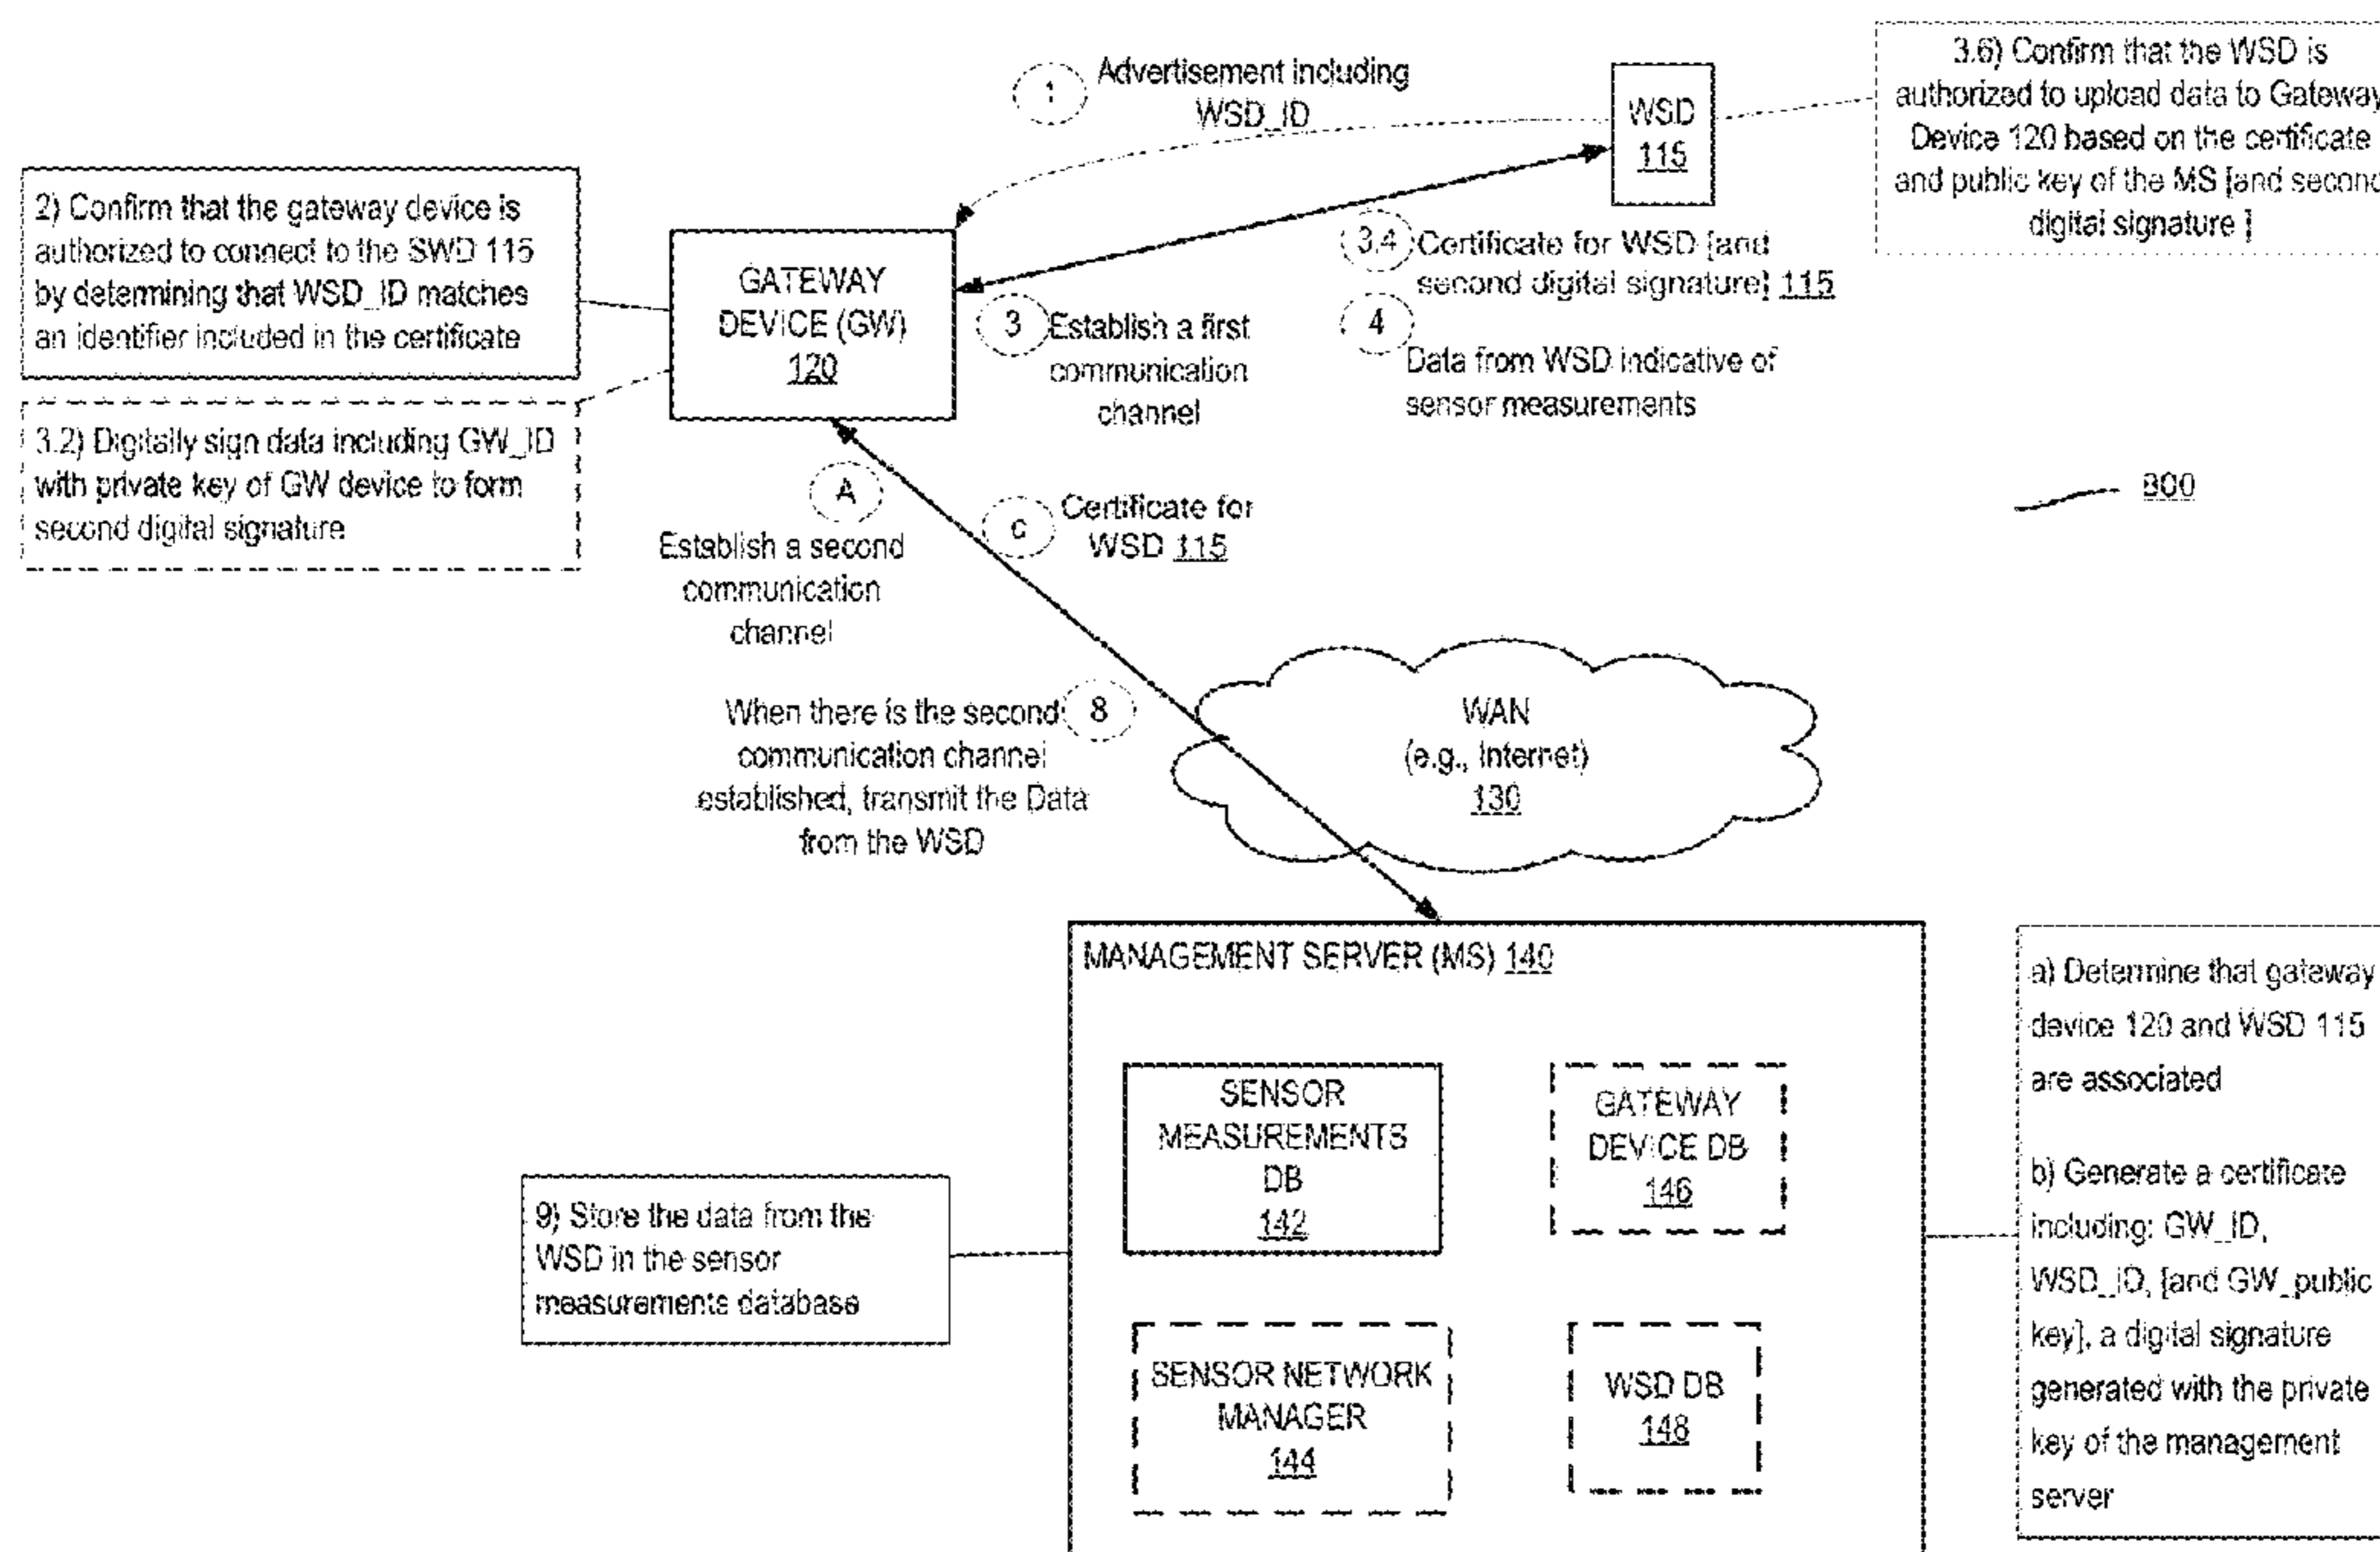 1
Advertisement including
WSD_ID
WSD
115
3.6) Confirm that the WSD is
authorized to upload data to Gateway
Device 120 based on the certificate
and public key of the MS [and second
digital signature ]
2) Confirm that the gateway device is
authorized to connect to the SWD 115
by determining that WSD_ID matches
an identifier included in the certificate
GATEWAY
DEVICE (GW)
120
3.4
Certificate for WSD [and
second digital signature] 115
3
Establish a first
communication
channel
4
Data from WSD indicative of
sensor measurements
3.2) Digitally sign data including GW_ID
with private key of GW device to form
second digital signature
A
Establish a second
communication
channel
c
Certificate for
WSD 115
800
When there is the second
communication channel
established, transmit the Data
from the WSD
8
WAN
(e.g., Internet)
130
MANAGEMENT SERVER (MS) 140
SENSOR
MEASUREMENTS
DB
142
GATEWAY
DEVICE DB
146
SENSOR NETWORK
MANAGER
144
WSD DB
148
9) Store the data from the
WSD in the sensor
measurements database
a) Determine that gateway
device 120 and WSD 115
are associated
b) Generate a certificate
including: GW_ID,
WSD_ID, [and GW_public
key], a digital signature
generated with the private
key of the management
server